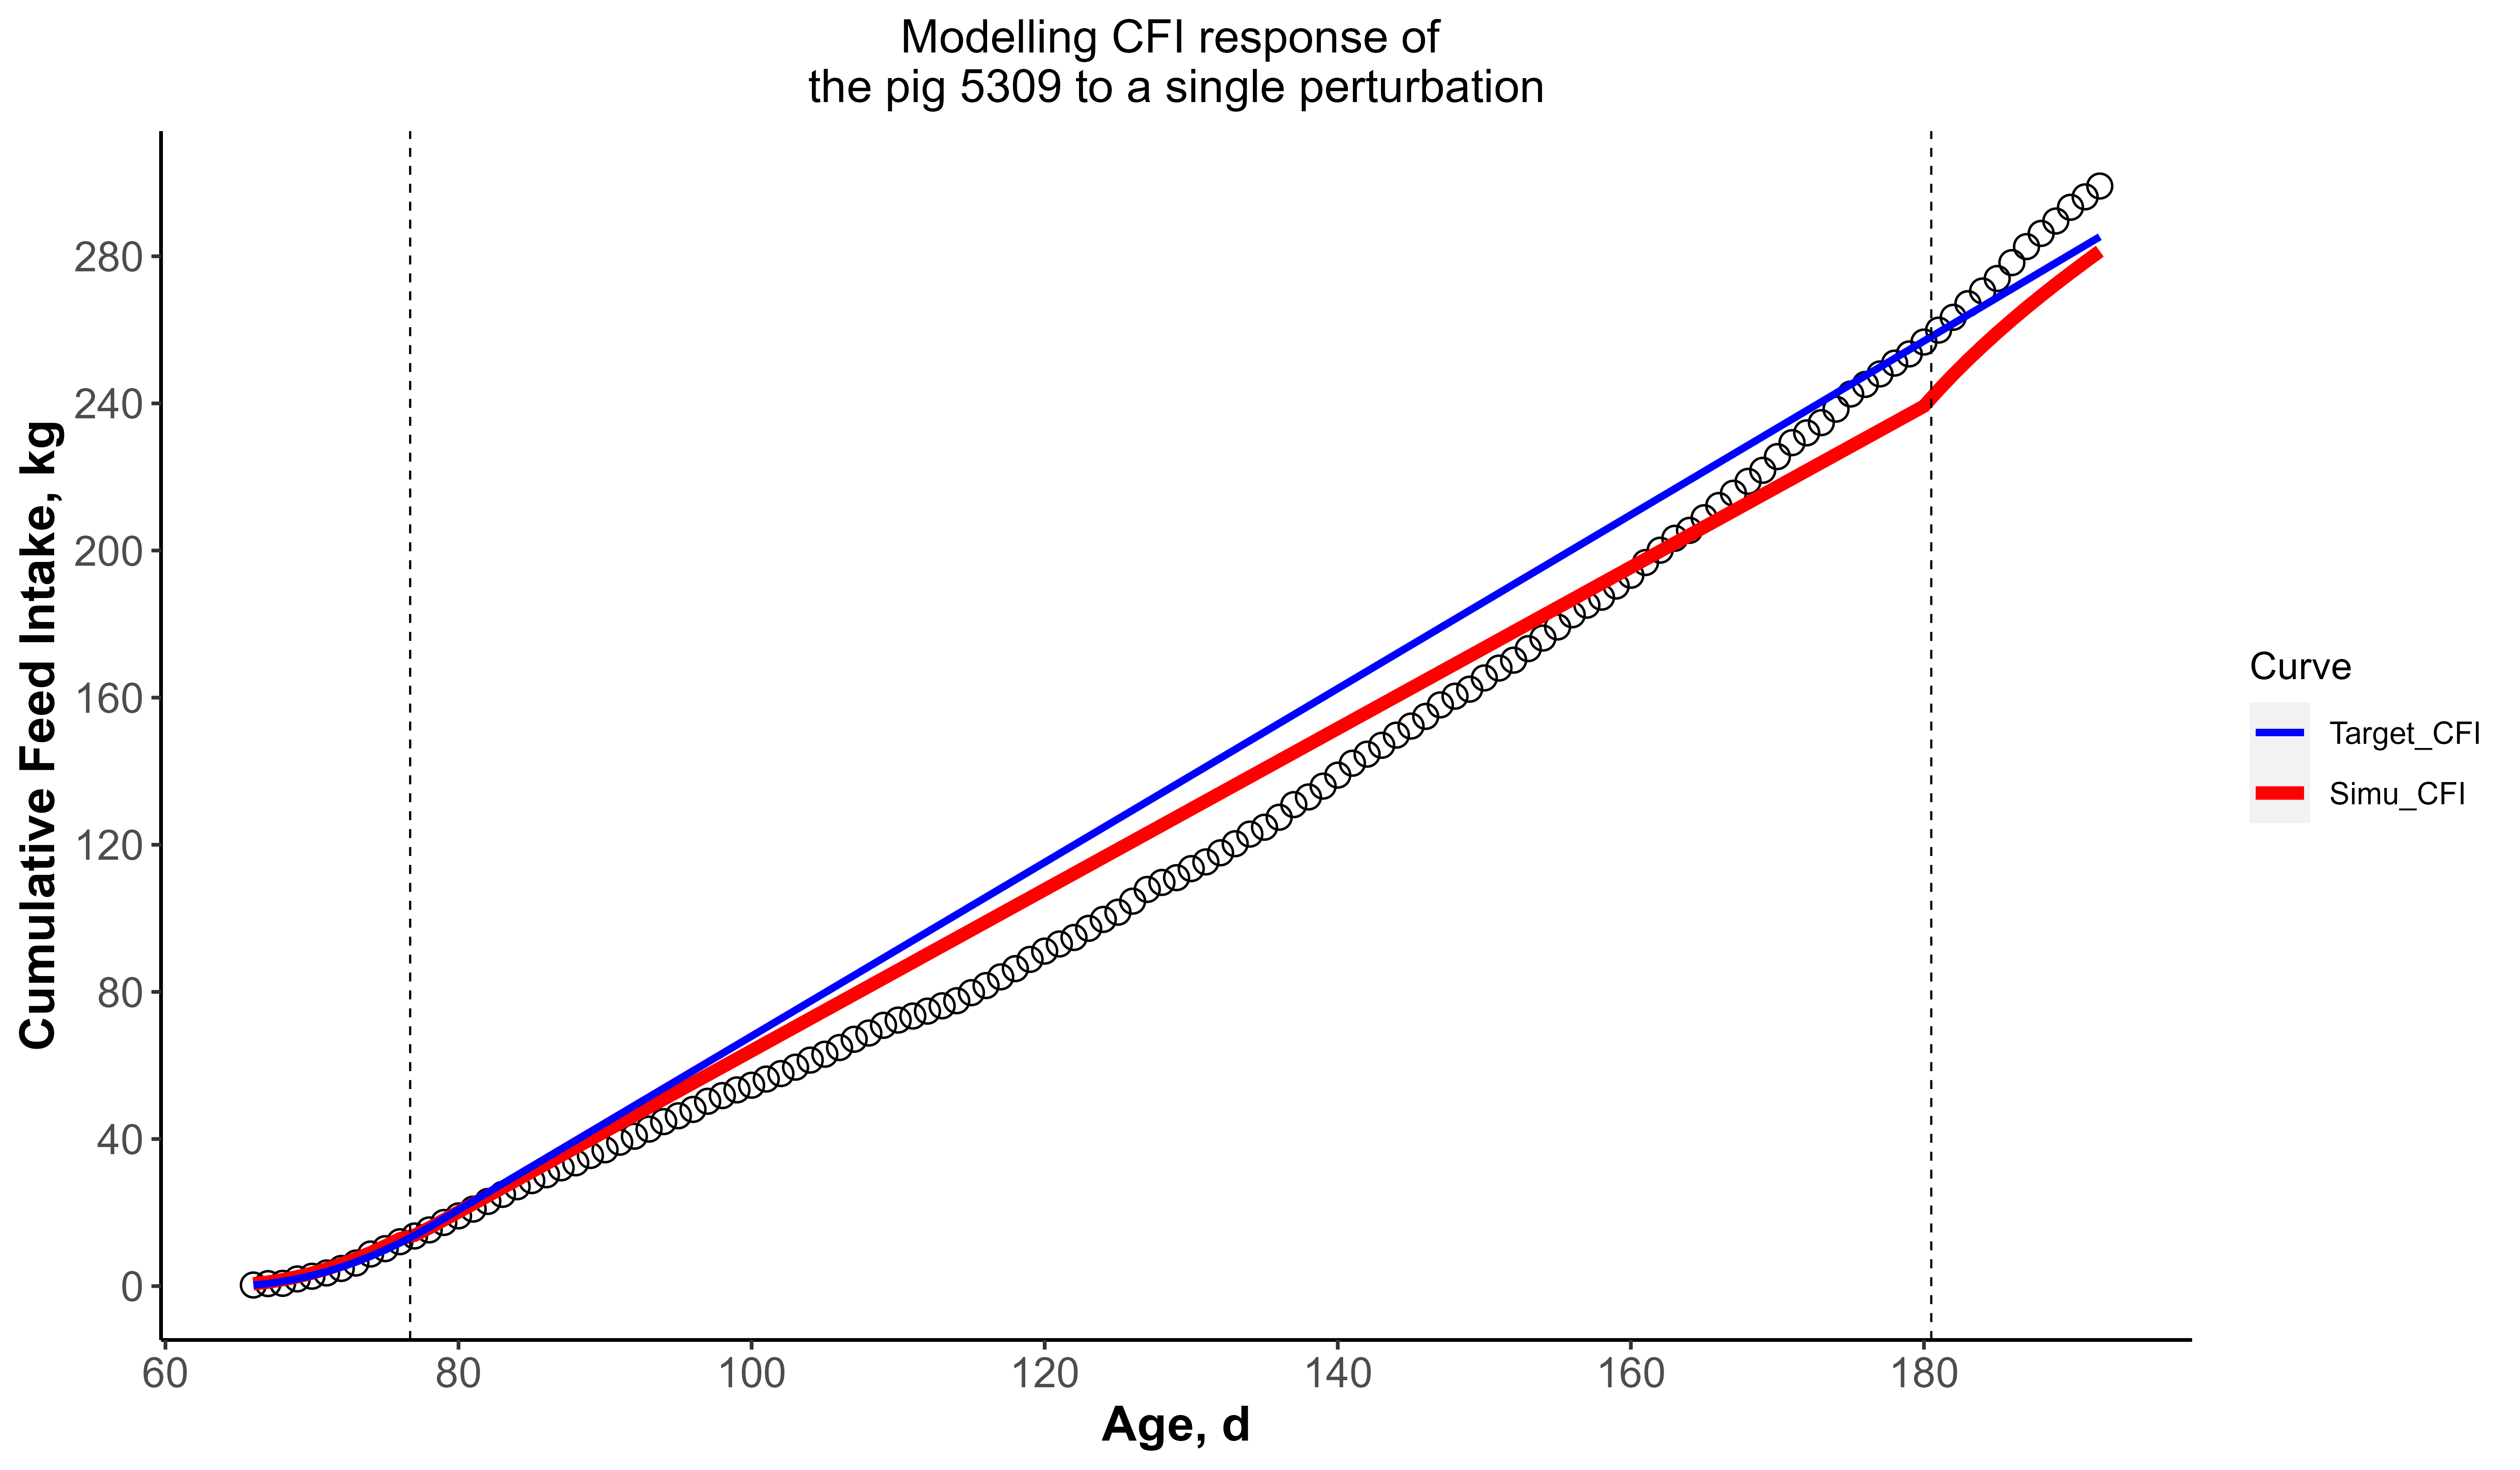 Modelling CFI response of
the pig 5309 to a single perturbation
Cumulative Feed Intake, kg
280
240
200
160
120
80
40
0
60 80 100 120 140 160 180
Age, d
Curve
Target_CFI
Simu_CFI